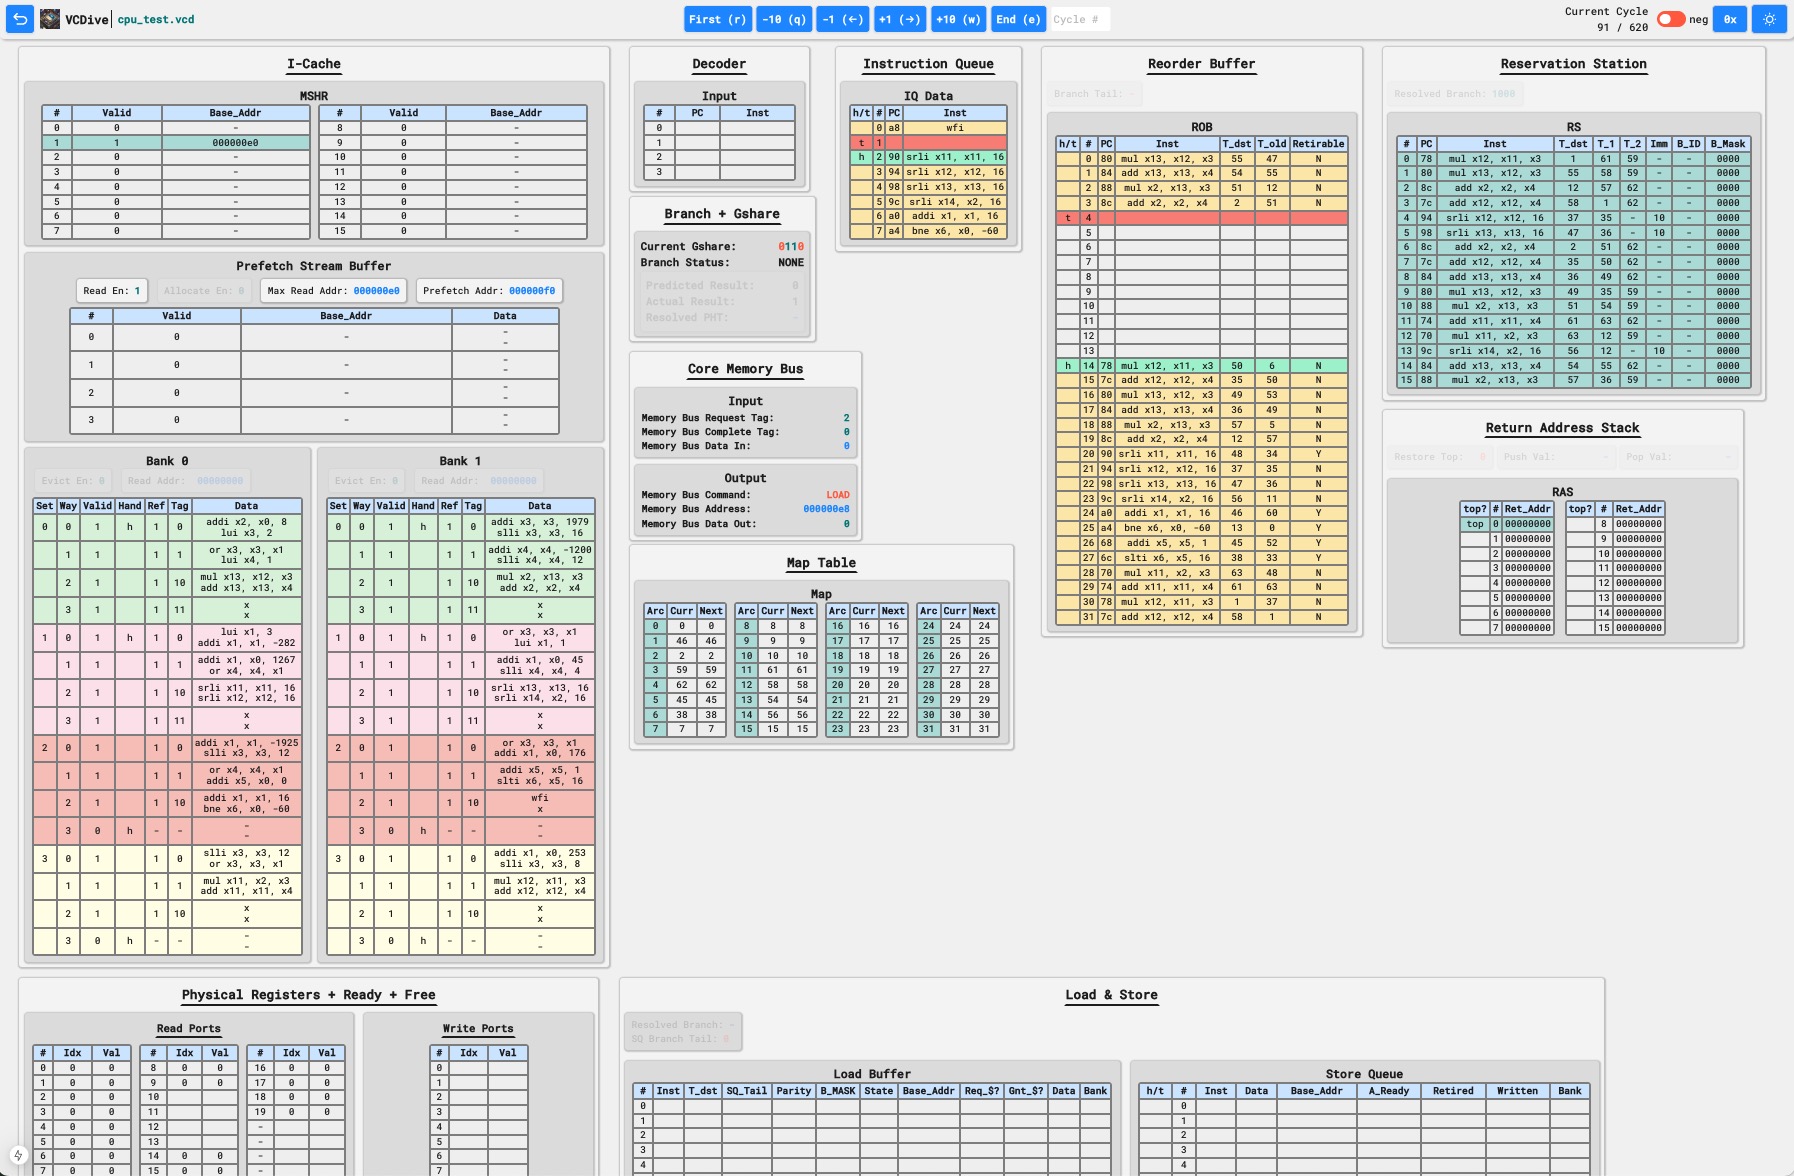 VCDive cpu_test.vcd
First (r) -10 (q) -1 (←) +1 (→) +10 (w) End (e) Cycle #
Current Cycle
91 / 620
neg 0x
I-Cache
MSHR
# Valid Base_Addr # Valid Base_Addr
0 0 - 8 0 -
1 1 000000e0 9 0 -
2 0 - 10 0 -
3 0 - 11 0 -
4 0 - 12 0 -
5 0 - 13 0 -
6 0 - 14 0 -
7 0 - 15 0 -
Prefetch Stream Buffer
Read En: 1 Allocate En: 0 Max Read Addr: 000000e0 Prefetch Addr: 000000f0
# Valid Base_Addr Data
0 0 - - -
1 0 - - -
2 0 - - -
3 0 - - -
Bank 0
Evict En: 0 Read Addr: 00000000
Set Way Valid Hand Ref Tag Data
0 0 1 h 1 0 addi x2, x0, 8
lui x3, 2
1 1 1 1 or x3, x3, x1
lui x4, 1
2 1 1 10 mul x13, x12, x3
add x13, x13, x4
3 1 1 11 x
x
1 0 1 h 1 0 lui x1, 3
addi x1, x1, -282
1 1 1 1 addi x1, x0, 1267
or x4, x4, x1
2 1 1 10 srli x11, x11, 16
srli x12, x12, 16
3 1 1 11 x
x
2 0 1 1 0 addi x1, x1, -1925
slli x3, x3, 12
1 1 1 1 or x4, x4, x1
addi x5, x0, 0
2 1 1 10 addi x1, x1, 16
bne x6, x0, -60
3 0 h - - -
-
3 0 1 1 0 slli x3, x3, 12
or x3, x3, x1
1 1 1 1 mul x11, x2, x3
add x11, x11, x4
2 1 1 10 x
x
3 0 h - - -
-
Bank 1
Evict En: 0 Read Addr: 00000000
Set Way Valid Hand Ref Tag Data
0 0 1 h 1 0 addi x3, x3, 1979
slli x3, x3, 16
1 1 1 1 addi x4, x4, -1200
slli x4, x4, 12
2 1 1 10 mul x2, x13, x3
add x2, x2, x4
3 1 1 11 x
x
1 0 1 h 1 0 or x3, x3, x1
lui x1, 1
1 1 1 1 addi x1, x0, 45
slli x4, x4, 4
2 1 1 10 srli x13, x13, 16
srli x14, x2, 16
3 1 1 11 x
x
2 0 1 1 0 or x3, x3, x1
addi x1, x0, 176
1 1 1 1 addi x5, x5, 1
slti x6, x5, 16
2 1 1 10 wfi
x
3 0 h - - -
-
3 0 1 1 0 addi x1, x0, 253
slli x3, x3, 8
1 1 1 1 mul x12, x11, x3
add x12, x12, x4
2 1 1 10 x
x
3 0 h - - -
-
Decoder
Input
# PC Inst
0
1
2
3
Branch + Gshare
Current Gshare: 0110
Branch Status: NONE
Predicted Result: 0
Actual Result: 1
Resolved PHT: -
Core Memory Bus
Input
Memory Bus Request Tag: 2
Memory Bus Complete Tag: 0
Memory Bus Data In: 0
Output
Memory Bus Command: LOAD
Memory Bus Address: 000000e8
Memory Bus Data Out: 0
Map Table
Map
Arc Curr Next Arc Curr Next Arc Curr Next Arc Curr Next
0 0 0 8 8 8 16 16 16 24 24 24
1 46 46 9 9 9 17 17 17 25 25 25
2 2 2 10 10 10 18 18 18 26 26 26
3 59 59 11 61 61 19 19 19 27 27 27
4 62 62 12 58 58 20 20 20 28 28 28
5 45 45 13 54 54 21 21 21 29 29 29
6 38 38 14 56 56 22 22 22 30 30 30
7 7 7 15 15 15 23 23 23 31 31 31
Instruction Queue
IQ Data
h/t # PC Inst
0 a8 wfi
t 1
h 2 90 srli x11, x11, 16
3 94 srli x12, x12, 16
4 98 srli x13, x13, 16
5 9c srli x14, x2, 16
6 a0 addi x1, x1, 16
7 a4 bne x6, x0, -60
Reorder Buffer
Branch Tail: -
ROB
h/t # PC Inst T_dst T_old Retirable
0 80 mul x13, x12, x3 55 47 N
1 84 add x13, x13, x4 54 55 N
2 88 mul x2, x13, x3 51 12 N
3 8c add x2, x2, x4 2 51 N
t 4
5
6
7
8
9
10
11
12
13
h 14 78 mul x12, x11, x3 50 6 N
15 7c add x12, x12, x4 35 50 N
16 80 mul x13, x12, x3 49 53 N
17 84 add x13, x13, x4 36 49 N
18 88 mul x2, x13, x3 57 5 N
19 8c add x2, x2, x4 12 57 N
20 90 srli x11, x11, 16 48 34 Y
21 94 srli x12, x12, 16 37 35 N
22 98 srli x13, x13, 16 47 36 N
23 9c srli x14, x2, 16 56 11 N
24 a0 addi x1, x1, 16 46 60 Y
25 a4 bne x6, x0, -60 13 0 Y
26 68 addi x5, x5, 1 45 52 Y
27 6c slti x6, x5, 16 38 33 Y
28 70 mul x11, x2, x3 63 48 N
29 74 add x11, x11, x4 61 63 N
30 78 mul x12, x11, x3 1 37 N
31 7c add x12, x12, x4 58 1 N
Reservation Station
Resolved Branch: 1000
RS
# PC Inst T_dst T_1 T_2 Imm B_ID B_Mask
0 78 mul x12, x11, x3 1 61 59 - - 0000
1 80 mul x13, x12, x3 55 58 59 - - 0000
2 8c add x2, x2, x4 12 57 62 - - 0000
3 7c add x12, x12, x4 58 1 62 - - 0000
4 94 srli x12, x12, 16 37 35 - 10 - 0000
5 98 srli x13, x13, 16 47 36 - 10 - 0000
6 8c add x2, x2, x4 2 51 62 - - 0000
7 7c add x12, x12, x4 35 50 62 - - 0000
8 84 add x13, x13, x4 36 49 62 - - 0000
9 80 mul x13, x12, x3 49 35 59 - - 0000
10 88 mul x2, x13, x3 51 54 59 - - 0000
11 74 add x11, x11, x4 61 63 62 - - 0000
12 70 mul x11, x2, x3 63 12 59 - - 0000
13 9c srli x14, x2, 16 56 12 - 10 - 0000
14 84 add x13, x13, x4 54 55 62 - - 0000
15 88 mul x2, x13, x3 57 36 59 - - 0000
Return Address Stack
Restore Top: 0 Push Val: - Pop Val: -
RAS
top? # Ret_Addr top? # Ret_Addr
top 0 00000000 8 00000000
1 00000000 9 00000000
2 00000000 10 00000000
3 00000000 11 00000000
4 00000000 12 00000000
5 00000000 13 00000000
6 00000000 14 00000000
7 00000000 15 00000000
Physical Registers + Ready + Free
Read Ports
# Idx Val # Idx Val # Idx Val
0 0 0 8 0 0 16 0 0
1 0 0 9 0 0 17 0 0
2 0 0 10 18 0 0
3 0 0 11 19 0 0
4 0 0 12 -
5 0 0 13 -
6 0 0 14 0 0 -
7 0 0 15 0 0 -
Write Ports
# Idx Val
0
1
2
3
4
5
6
7
Load & Store
Resolved Branch: -
SQ Branch Tail: 0
Load Buffer
# Inst T_dst SQ_Tail Parity B_MASK State Base_Addr Req_$? Gnt_$? Data Bank
0
1
2
3
4
Store Queue
h/t # Inst Data Base_Addr A_Ready Retired Written Bank
0
1
2
3
4